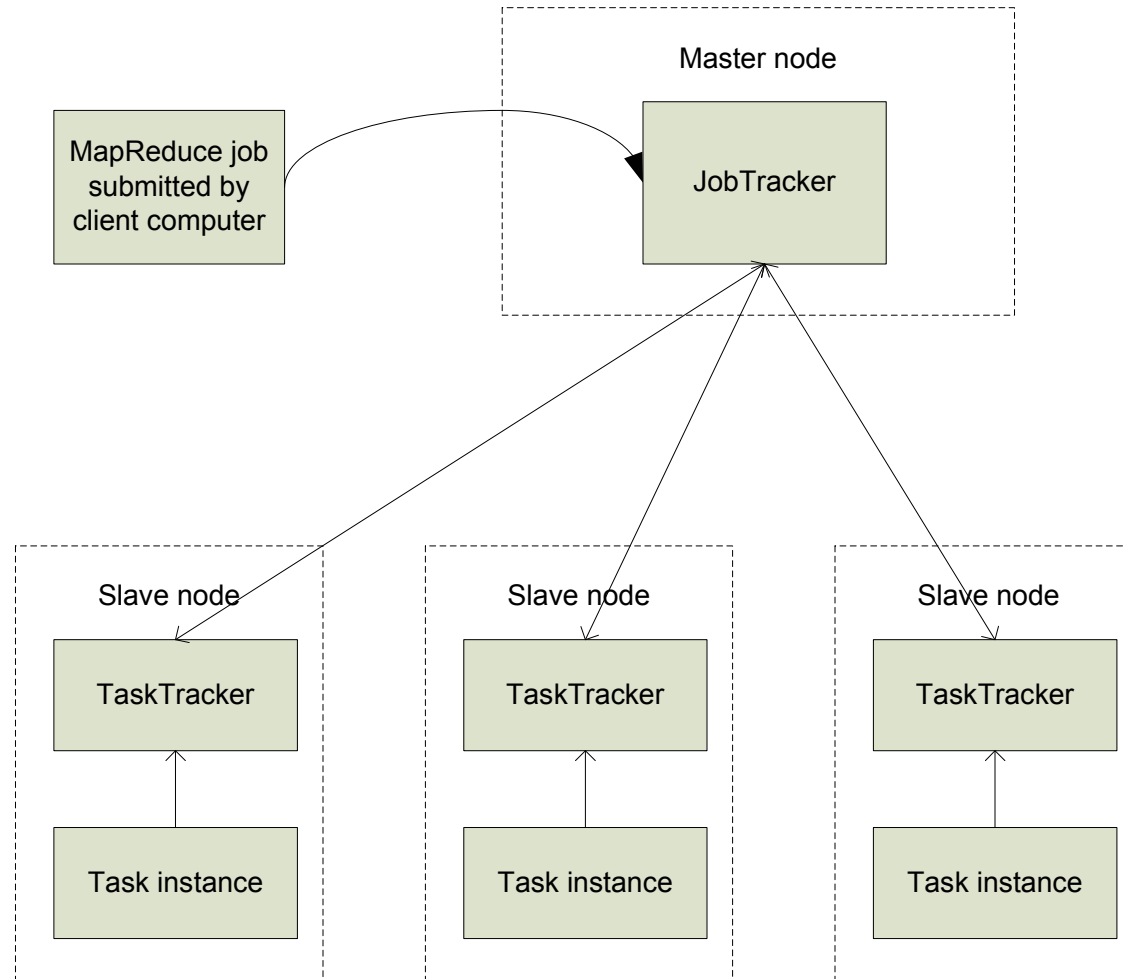 Master node
MapReduce job
submitted by
client computer
JobTracker
Slave node
Slave node
Slave node
TaskTracker
TaskTracker
TaskTracker
Task instance
Task instance
Task instance